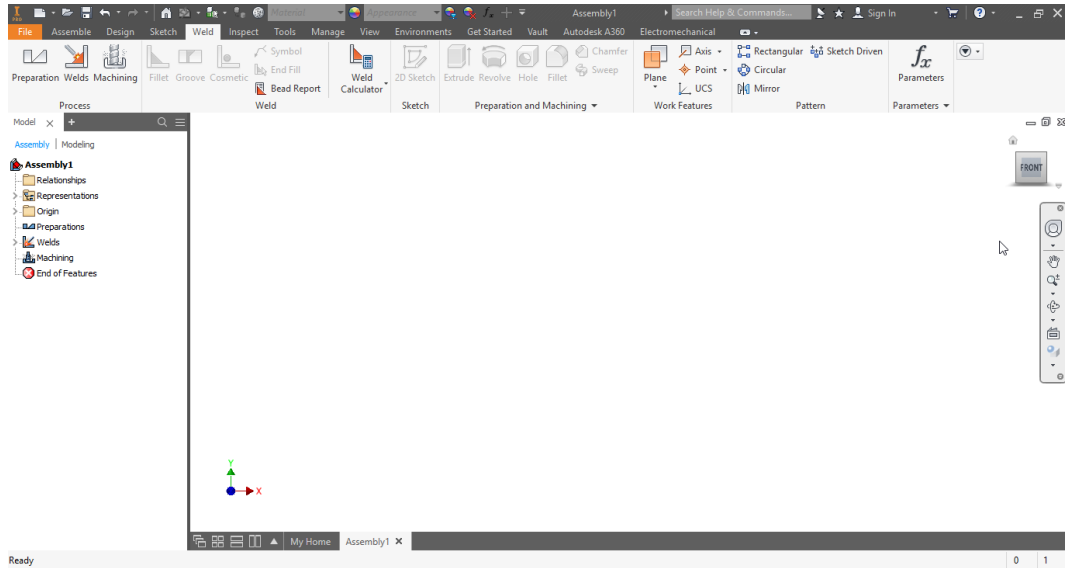 I PRO Material Appearance Assembly1 Search Help & Commands... Sign In
File Assemble Design Sketch Weld Inspect Tools Manage View Environments Get Started Vault Autodesk A360 Electromechanical
Symbol Chamfer Axis Rectangular Sketch Driven fx
End Fill Sweep Point Circular
Preparation Welds Machining Fillet Groove Cosmetic Weld Calculator 2D Sketch Extrude Revolve Hole Fillet Plane Parameters
Bead Report UCS Mirror
Process Weld Sketch Preparation and Machining Work Features Pattern Parameters
Model
Assembly | Modeling
Assembly1
Relationships
Representations
Origin
Preparations
Welds
Machining
End of Features
FRONT
Y
X
My Home Assembly1
Ready 0 1